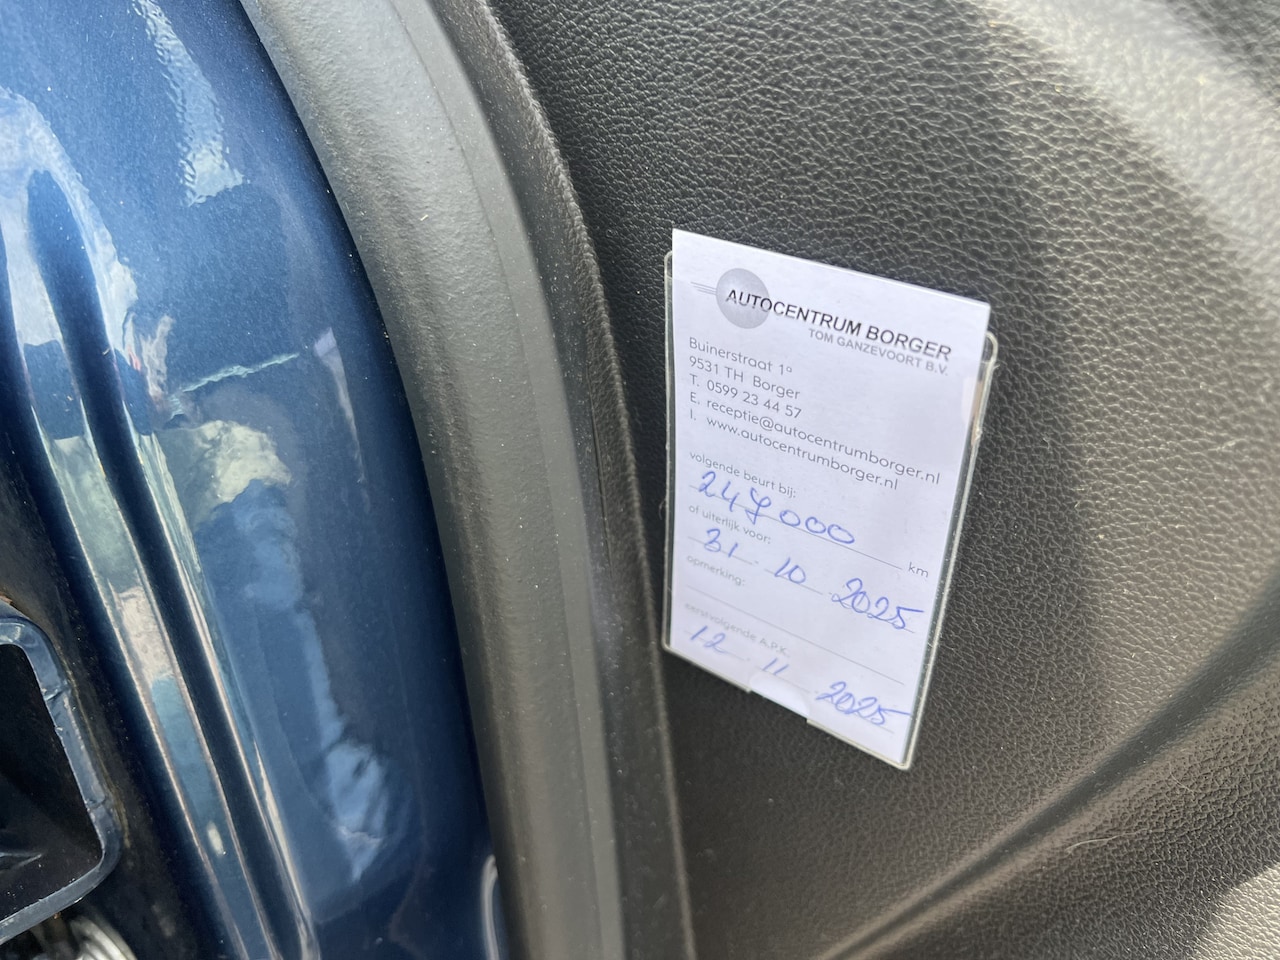 AUTOCENTRUM BORGER
TOM GANZEVOORT B.V.
Buinerstraat 1ᵃ
9531 TH Borger
T. 0599 23 44 57
E. receptie@autocentrumborger.nl
I. www.autocentrumborger.nl
volgende beurt bij:
000 km
of uiterlijk voor:
31 10 2025
opmerking:
eerstvolgende A.P.K.
12 11 2025